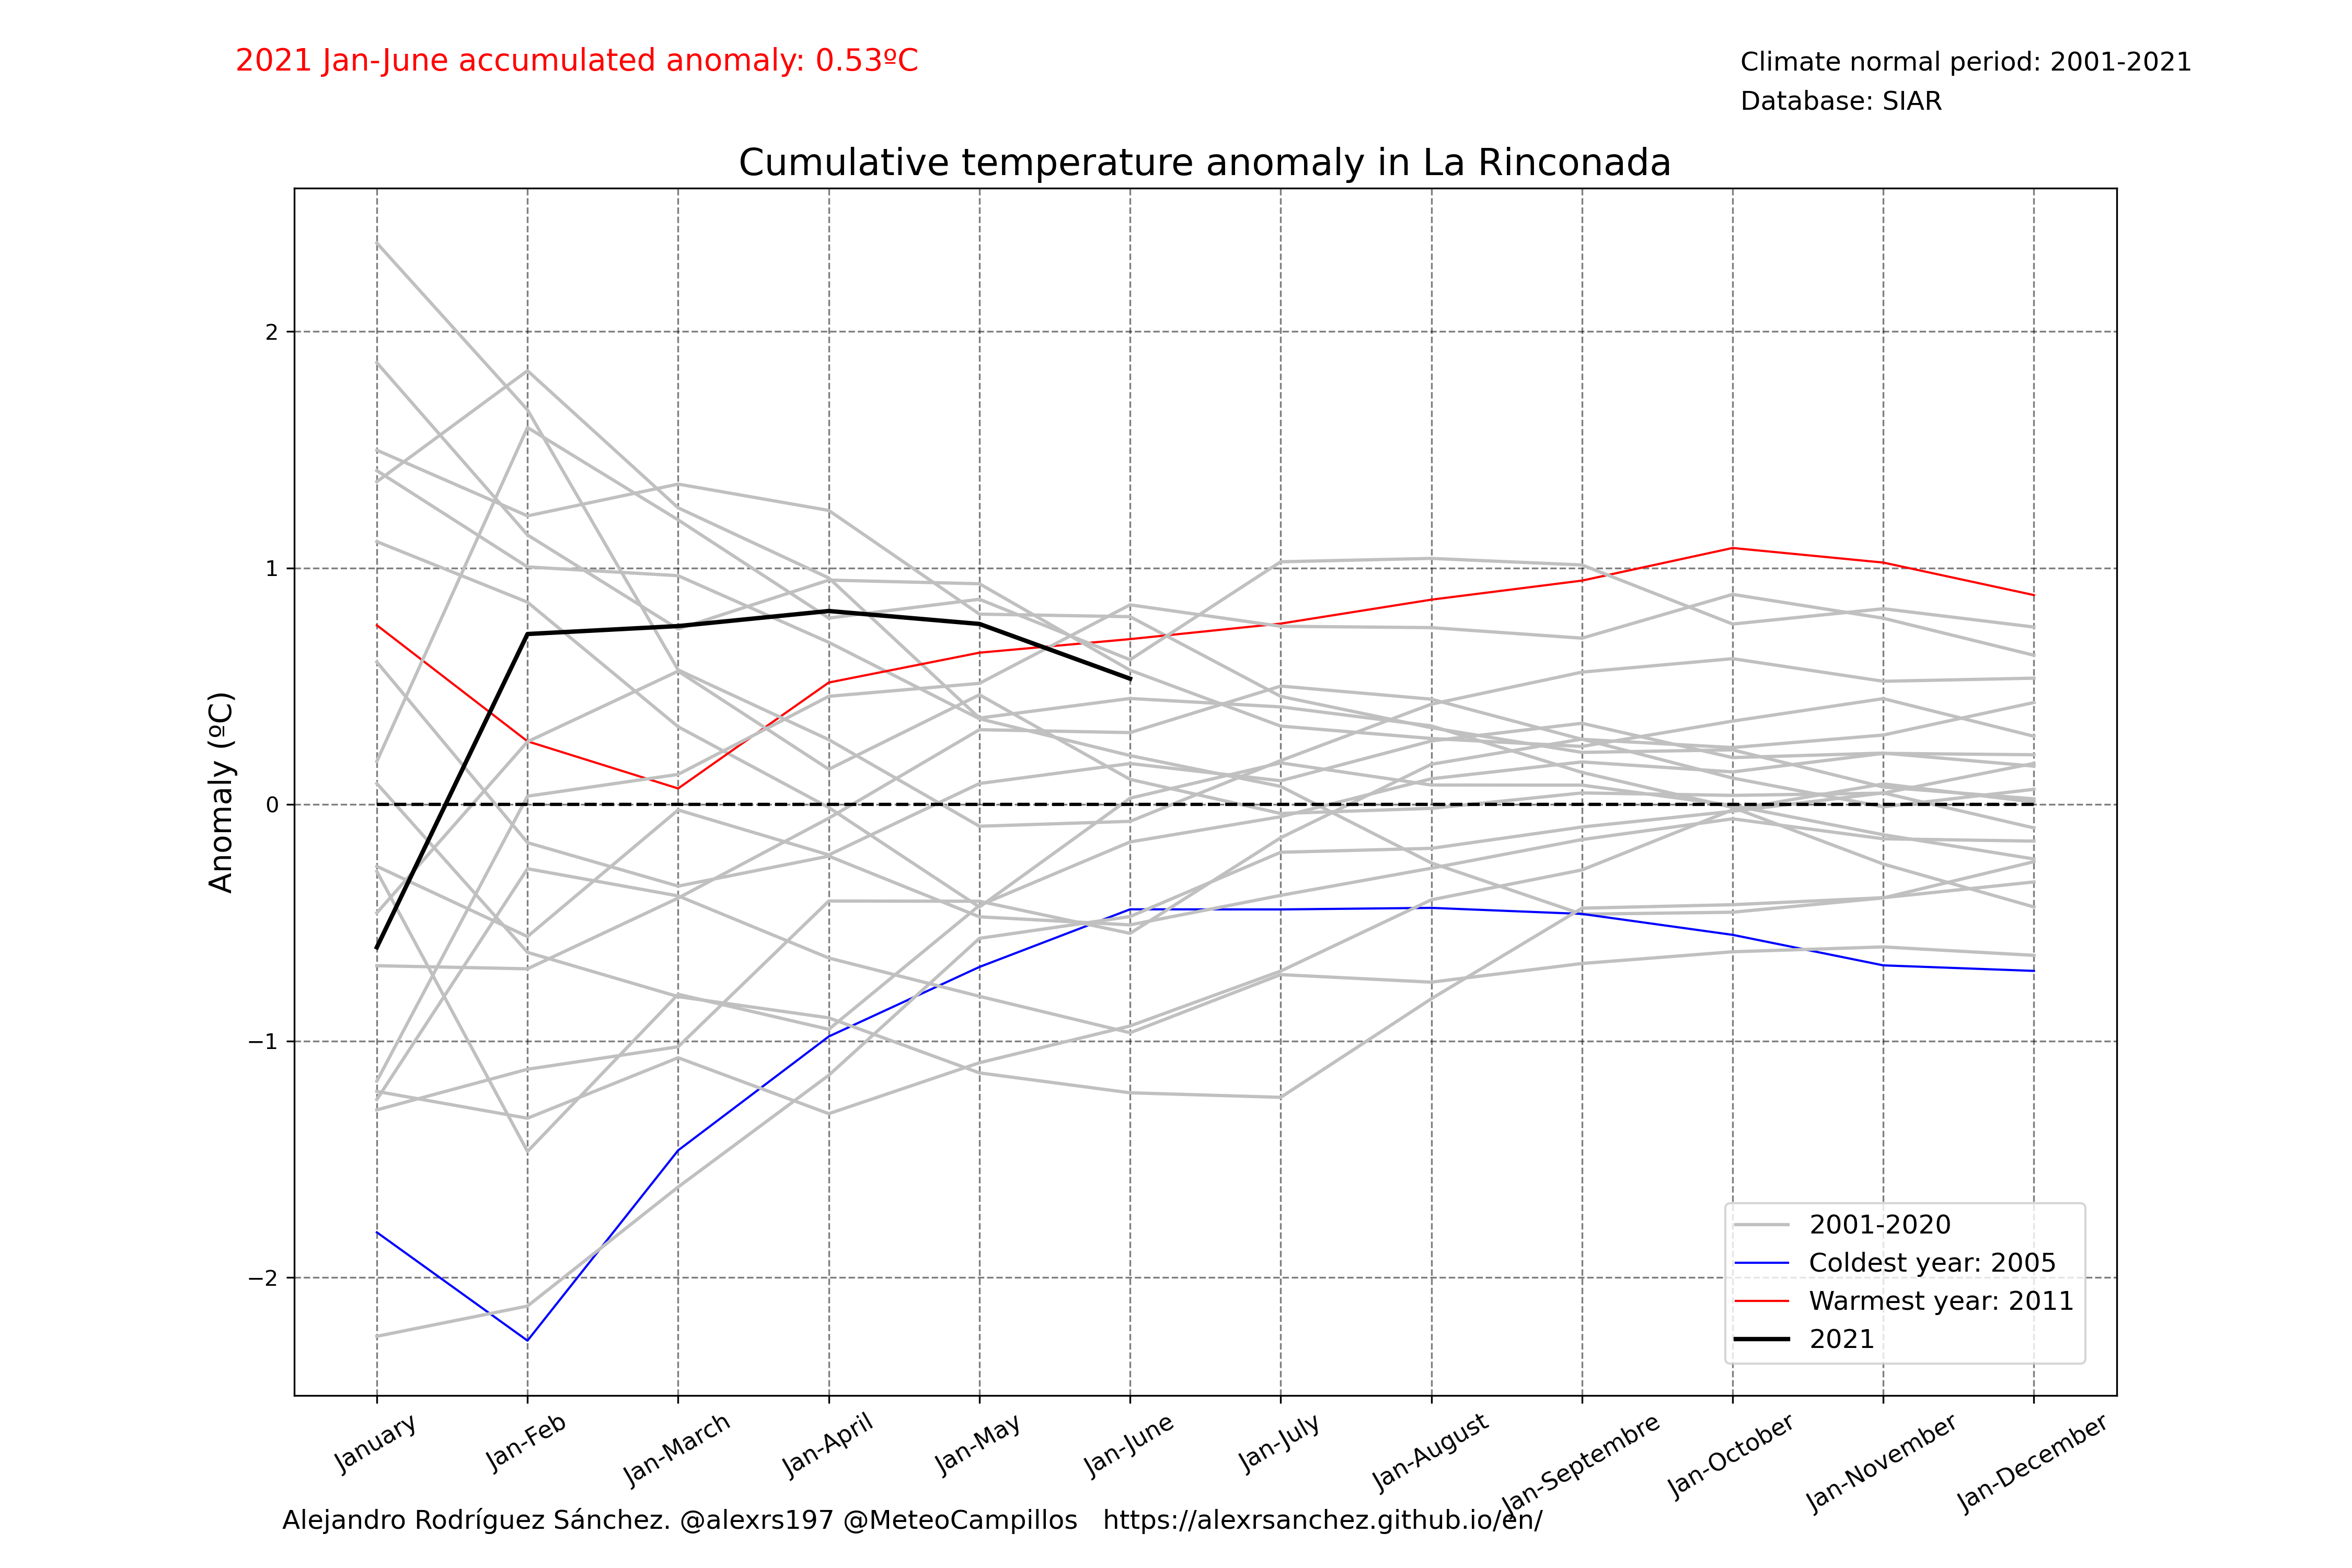 2021 Jan-June accumulated anomaly: 0.53ºC
Climate normal period: 2001-2021
Database: SIAR
Cumulative temperature anomaly in La Rinconada
Anomaly (ºC)
2
1
0
−1
−2
2001-2020
Coldest year: 2005
Warmest year: 2011
2021
January
Jan-Feb
Jan-March
Jan-April
Jan-May
Jan-June
Jan-July
Jan-August
Jan-Septembre
Jan-October
Jan-November
Jan-December
Alejandro Rodríguez Sánchez. @alexrs197 @MeteoCampillos   https://alexrsanchez.github.io/en/